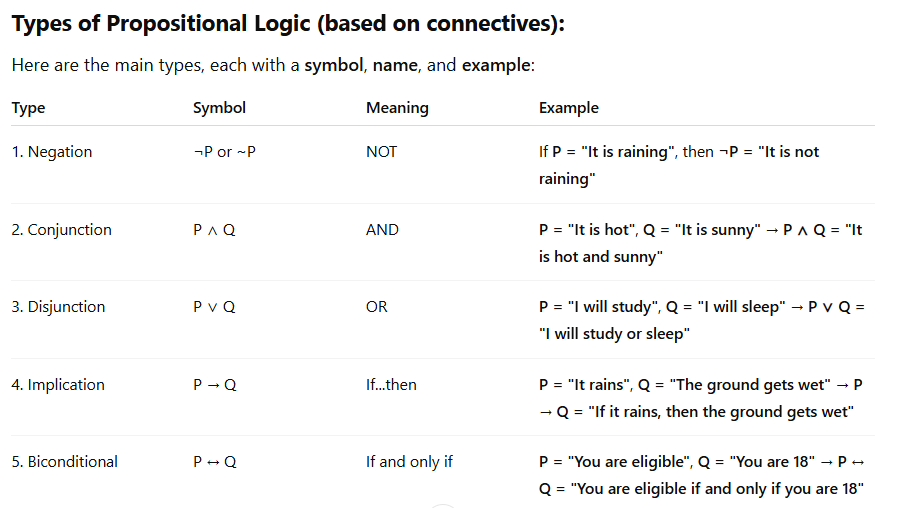 Types of Propositional Logic (based on connectives):
Here are the main types, each with a symbol, name, and example:
Type Symbol Meaning Example
1. Negation ¬P or ~P NOT If P = "It is raining", then ¬P = "It is not
raining"
2. Conjunction P ∧ Q AND P = "It is hot", Q = "It is sunny" → P ∧ Q = "It
is hot and sunny"
3. Disjunction P ∨ Q OR P = "I will study", Q = "I will sleep" → P ∨ Q =
"I will study or sleep"
4. Implication P → Q If...then P = "It rains", Q = "The ground gets wet" → P
→ Q = "If it rains, then the ground gets wet"
5. Biconditional P ↔ Q If and only if P = "You are eligible", Q = "You are 18" → P ↔
Q = "You are eligible if and only if you are 18"